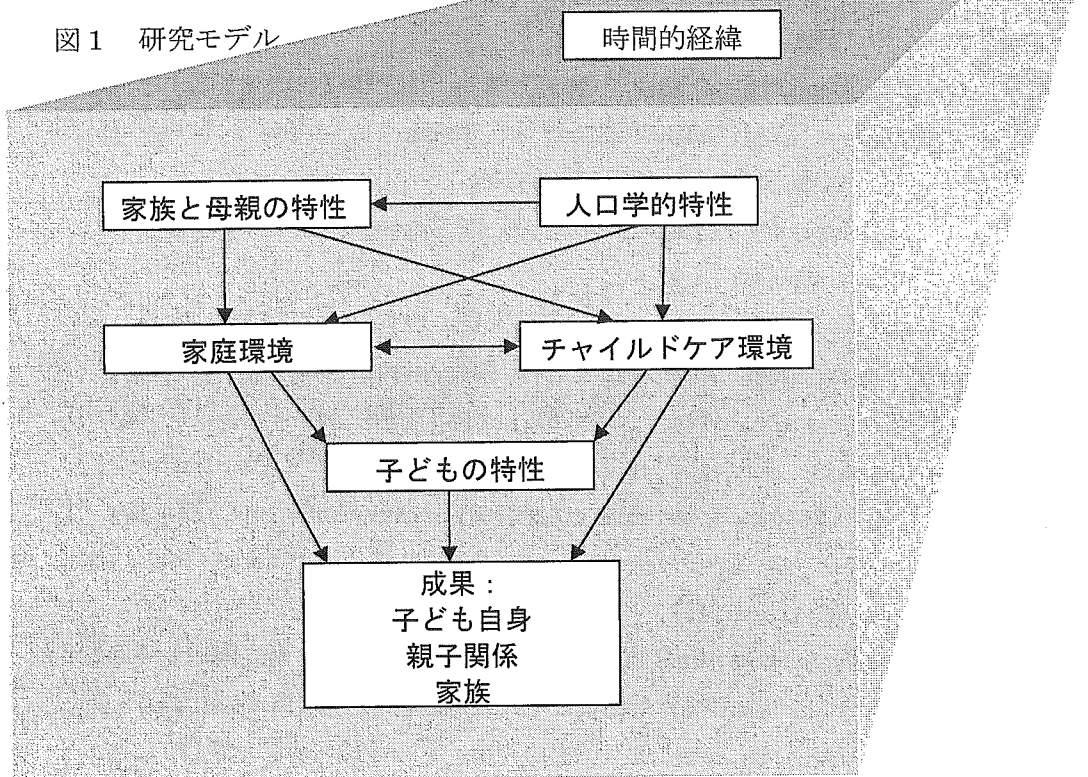 図1　研究モデル
時間的経緯
家族と母親の特性
人口学的特性
家庭環境
チャイルドケア環境
子どもの特性
成果：
子ども自身
親子関係
家族